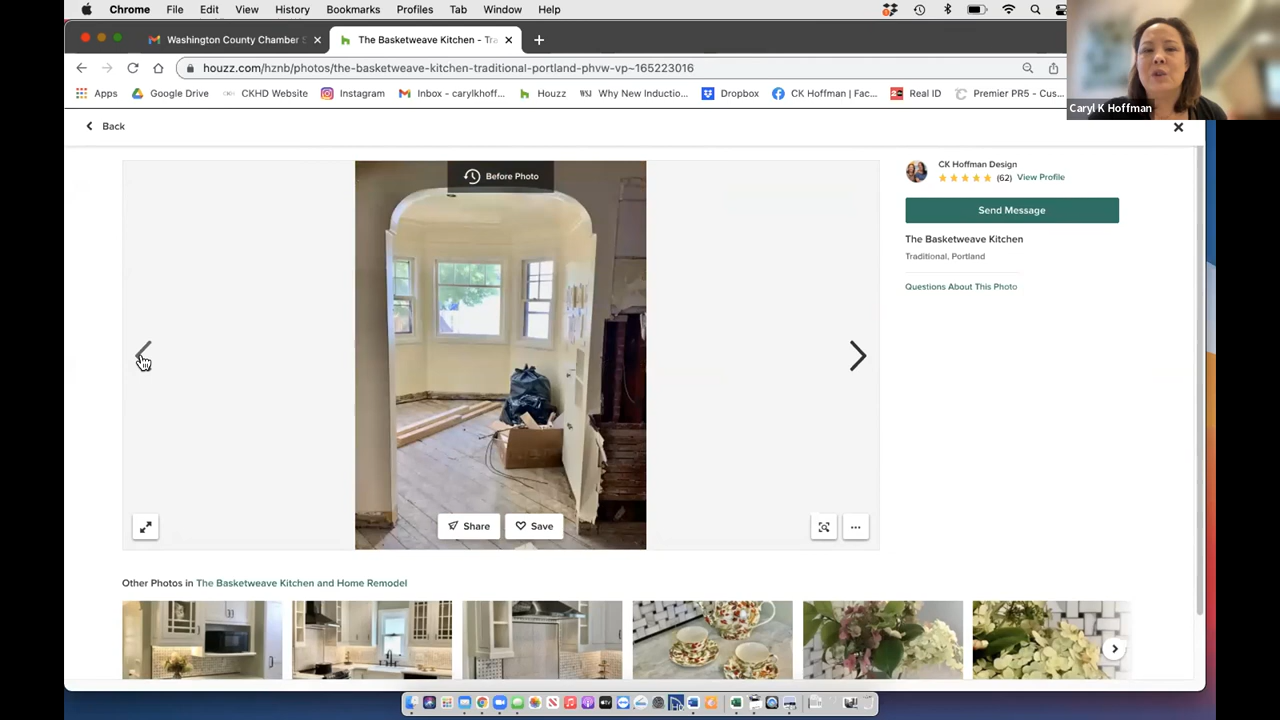 Chrome File Edit View History Bookmarks Profiles Tab Window Help
Washington County Chamber
The Basketweave Kitchen - Tra
houzz.com/hznb/photos/the-basketweave-kitchen-traditional-portland-phvw-vp~165223016
Apps Google Drive CKHD Website Instagram Inbox - carylkhoff... Houzz WSJ Why New Inductio... Dropbox CK Hoffman | Fac... Real ID Premier PR5 - Cus...
Caryl K Hoffman
Back
Before Photo
CK Hoffman Design
(62) View Profile
Send Message
The Basketweave Kitchen
Traditional, Portland
Questions About This Photo
Share Save
Other Photos in The Basketweave Kitchen and Home Remodel